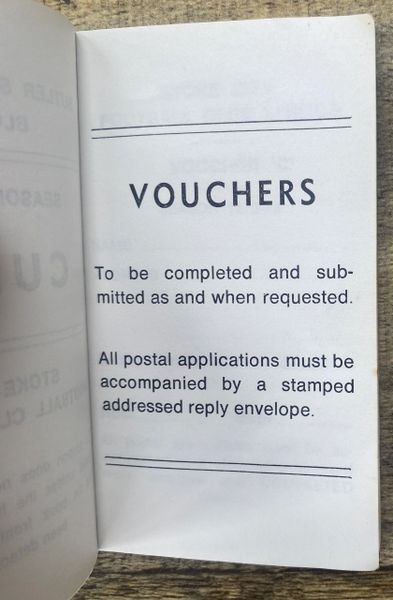 VOUCHERS
To be completed and sub-
mitted as and when requested.
All postal applications must be
accompanied by a stamped
addressed reply envelope.